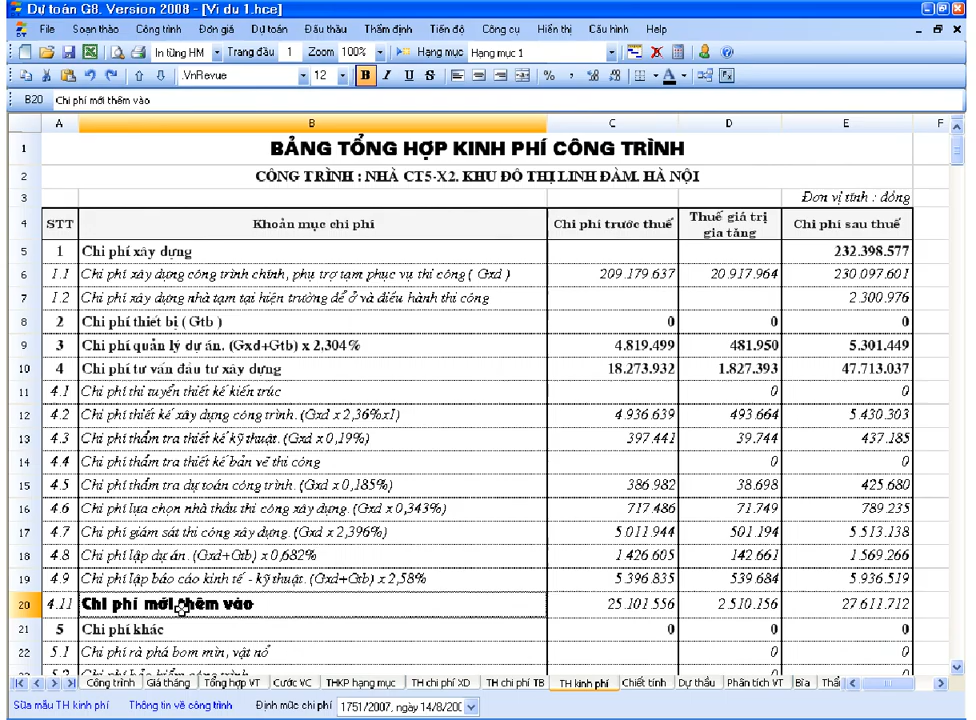 Dự toán G8. Version 2008 - [Vi du 1.hce]
File Soạn thảo Công trình Đơn giá Dự toán Đấu thầu Thẩm định Tiến độ Công cụ Hiển thị Cấu hình Help
In từng HM Trang đầu 1 Zoom 100% Hạng mục Hạng mục 1
.VnRevue 12 B I U S % ,
B20 Chi phí mới thêm vào
A B C D E F
1 BẢNG TỔNG HỢP KINH PHÍ CÔNG TRÌNH
2 CÔNG TRÌNH : NHÀ CT5-X2. KHU ĐÔ THỊ LINH ĐÀM. HÀ NỘI
3 Đơn vị tính : đồng
4 STT Khoản mục chi phí Chi phí trước thuế Thuế giá trị gia tăng Chi phí sau thuế
5 1 Chi phí xây dựng 232.398.577
6 1.1 Chi phí xây dựng công trình chính, phụ trợ tạm phục vụ thi công ( Gxd ) 209.179.637 20.917.964 230.097.601
7 1.2 Chi phí xây dựng nhà tạm tại hiện trường để ở và điều hành thi công 2.300.976
8 2 Chi phí thiết bị ( Gtb ) 0 0 0
9 3 Chi phí quản lý dự án. (Gxd+Gtb) x 2.304% 4.819.499 481.950 5.301.449
10 4 Chi phí tư vấn đầu tư xây dựng 18.273.932 1.827.393 47.713.037
11 4.1 Chi phí thi tuyển thiết kế kiến trúc 0 0
12 4.2 Chi phí thiết kế xây dựng công trình. (Gxd x 2,36%x1) 4.936.639 493.664 5.430.303
13 4.3 Chi phí thẩm tra thiết kế kỹ thuật. (Gxd x 0,19%) 397.441 39.744 437.185
14 4.4 Chi phí thẩm tra thiết kế bản vẽ thi công 0 0
15 4.5 Chi phí thẩm tra dự toán công trình. (Gxd x 0,185%) 386.982 38.698 425.680
16 4.6 Chi phí lựa chọn nhà thầu thi công xây dựng. (Gxd x 0,343%) 717.486 71.749 789.235
17 4.7 Chi phí giám sát thi công xây dựng. (Gxd x 2,396%) 5.011.944 501.194 5.513.138
18 4.8 Chi phí lập dự án. (Gxd+Gtb) x 0,682% 1.426.605 142.661 1.569.266
19 4.9 Chi phí lập báo cáo kinh tế - kỹ thuật. (Gxd+Gtb) x 2,58% 5.396.835 539.684 5.936.519
20 4.11 Chi phí mới thêm vào 25.101.556 2.510.156 27.611.712
21 5 Chi phí khác 0 0 0
22 5.1 Chi phí rà phá bom mìn, vật nổ 0 0
Công trình Giá tháng Tổng hợp VT Cước VC THKP hạng mục TH chi phí XD TH chi phí TB TH kinh phí Chiết tính Dự thầu Phân tích VT Bìa
Sửa mẫu TH kinh phí Thông tin về công trình Định mức chi phí 1751/2007, ngày 14/8/200